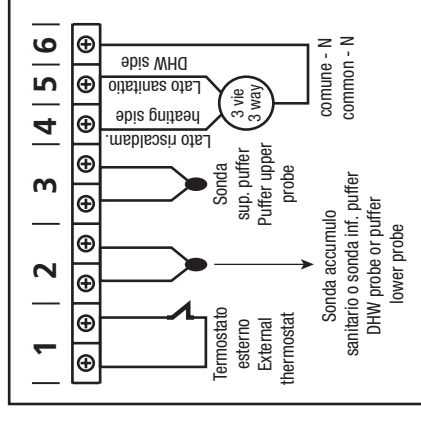 1
2
3
4
5
6
Termostato
esterno
External
thermostat
Sonda accumulo
sanitario o sonda inf. puffer
DHW probe or puffer
lower probe
Sonda
sup. puffer
Puffer upper
probe
Lato riscaldam.
heating side
Lato sanitatio
DHW side
3 vie
3 way
comune - N
common - N